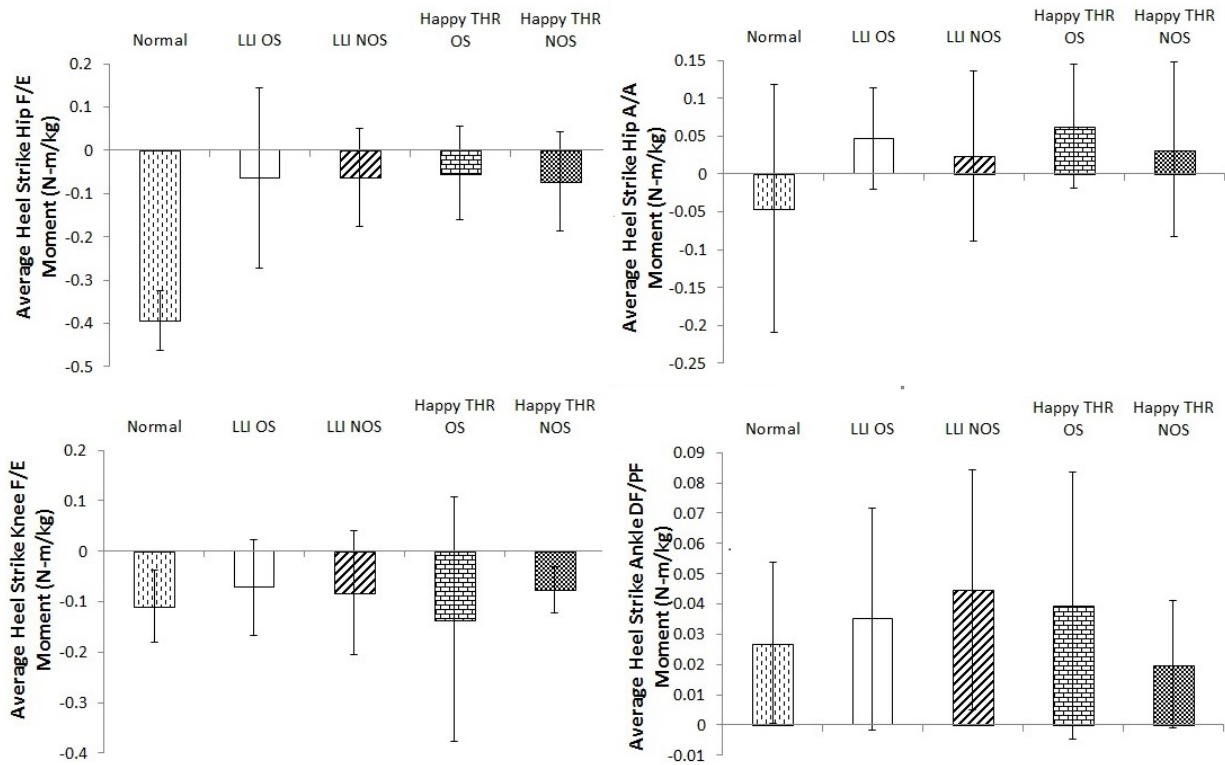 Normal
LLI OS
LLI NOS
Happy THR
OS
Happy THR
NOS
Average Heel Strike Hip F/E
Moment (N-m/kg)
0.2
0.1
0
-0.1
-0.2
-0.3
-0.4
-0.5
Normal
LLI OS
LLI NOS
Happy THR
OS
Happy THR
NOS
Average Heel Strike Hip A/A
Moment (N-m/kg)
0.15
0.1
0.05
0
-0.05
-0.1
-0.15
-0.2
-0.25
Normal
LLI OS
LLI NOS
Happy THR
OS
Happy THR
NOS
Average Heel Strike Knee F/E
Moment (N-m/kg)
0.2
0.1
0
-0.1
-0.2
-0.3
-0.4
Normal
LLI OS
LLI NOS
Happy THR
OS
Happy THR
NOS
Average Heel Strike Ankle DF/PF
Moment (N-m/kg)
0.09
0.08
0.07
0.06
0.05
0.04
0.03
0.02
0.01
0
-0.01